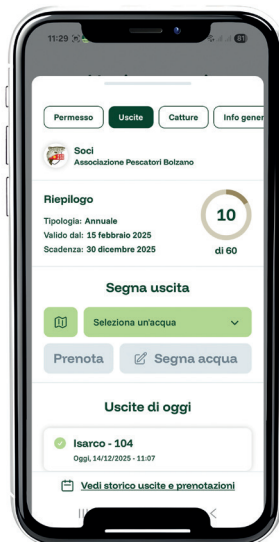 11:29
81
Permesso
Uscite
Catture
Info gener
Soci
Associazione Pescatori Bolzano
Riepilogo
Tipologia: Annuale
Valido dal: 15 febbraio 2025
Scadenza: 30 dicembre 2025
10
di 60
Segna uscita
Seleziona un'acqua
Prenota
Segna acqua
Uscite di oggi
Isarco - 104
Oggi, 14/12/2025 - 11:07
Vedi storico uscite e prenotazioni